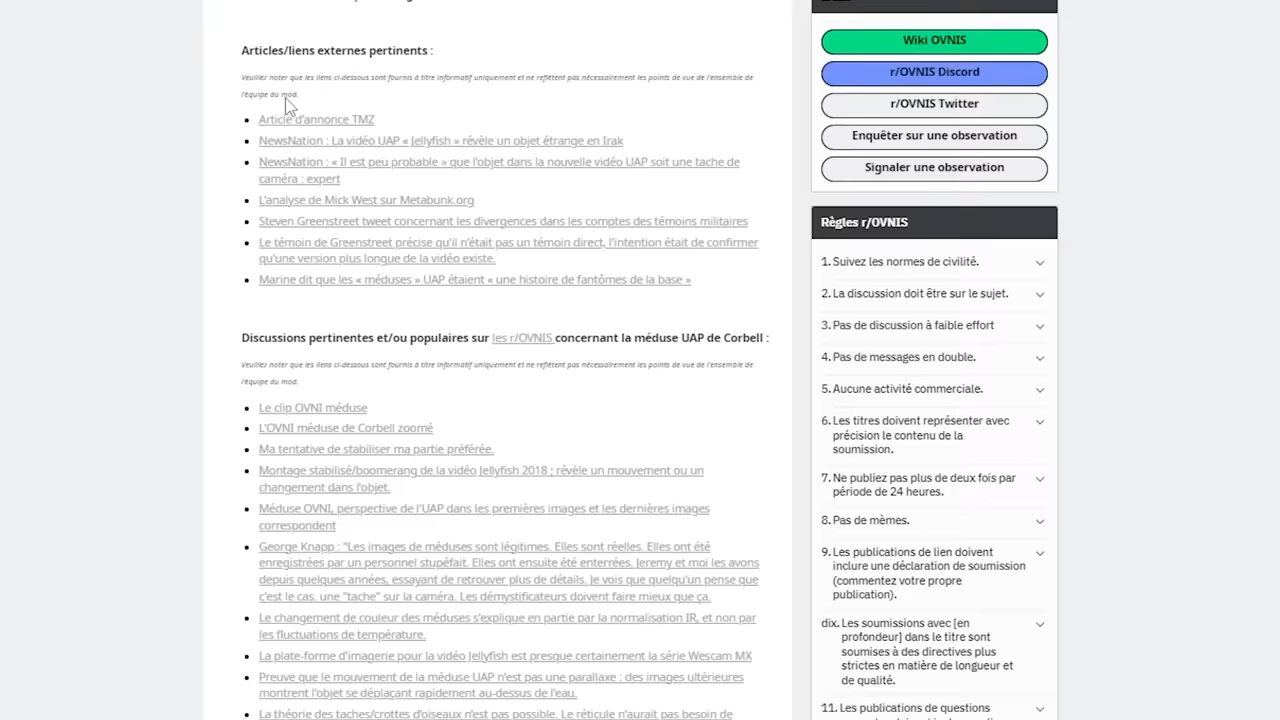 Articles/liens externes pertinents :
Veuillez noter que les liens ci-dessous sont fournis à titre informatif uniquement et ne reflètent pas nécessairement les points de vue de l'ensemble de
l'équipe du mod.
Article d'annonce TMZ
NewsNation : La vidéo UAP « Jellyfish » révèle un objet étrange en Irak
NewsNation : « Il est peu probable » que l'objet dans la nouvelle vidéo UAP soit une tache de
caméra : expert
L'analyse de Mick West sur Metabunk.org
Steven Greenstreet tweet concernant les divergences dans les comptes des témoins militaires
Le témoin de Greenstreet précise qu'il n'était pas un témoin direct, l'intention était de confirmer
qu'une version plus longue de la vidéo existe.
Marine dit que les « méduses » UAP étaient « une histoire de fantômes de la base »
Discussions pertinentes et/ou populaires sur les r/OVNIS concernant la méduse UAP de Corbell :
Veuillez noter que les liens ci-dessous sont fournis à titre informatif uniquement et ne reflètent pas nécessairement les points de vue de l'ensemble de
l'équipe du mod.
Le clip OVNI méduse
L'OVNI méduse de Corbell zoomé
Ma tentative de stabiliser ma partie préférée.
Montage stabilisé/boomerang de la vidéo Jellyfish 2018 ; révèle un mouvement ou un
changement dans l'objet.
Méduse OVNI, perspective de l'UAP dans les premières images et les dernières images
correspondent
George Knapp : "Les images de méduses sont légitimes. Elles sont réelles. Elles ont été
enregistrées par un personnel stupéfait. Elles ont ensuite été enterrées. Jeremy et moi les avons
depuis quelques années, essayant de retrouver plus de détails. Je vois que quelqu'un pense que
c'est le cas. une "tache" sur la caméra. Les démystificateurs doivent faire mieux que ça.
Le changement de couleur des méduses s'explique en partie par la normalisation IR, et non par
les fluctuations de température.
La plate-forme d'imagerie pour la vidéo Jellyfish est presque certainement la série Wescam MX
Preuve que le mouvement de la méduse UAP n'est pas une parallaxe : des images ultérieures
montrent l'objet se déplaçant rapidement au-dessus de l'eau.
La théorie des taches/crottes d'oiseaux n'est pas possible. Le réticule n'aurait pas besoin de
Wiki OVNIS
r/OVNIS Discord
r/OVNIS Twitter
Enquêter sur une observation
Signaler une observation
Règles r/OVNIS
1. Suivez les normes de civilité.
2. La discussion doit être sur le sujet.
3. Pas de discussion à faible effort
4. Pas de messages en double.
5. Aucune activité commerciale.
6. Les titres doivent représenter avec
précision le contenu de la
soumission.
7. Ne publiez pas plus de deux fois par
période de 24 heures.
8. Pas de mèmes.
9. Les publications de lien doivent
inclure une déclaration de soumission
(commentez votre propre
publication).
dix. Les soumissions avec [en
profondeur] dans le titre sont
soumises à des directives plus
strictes en matière de longueur et
de qualité.
11. Les publications de questions